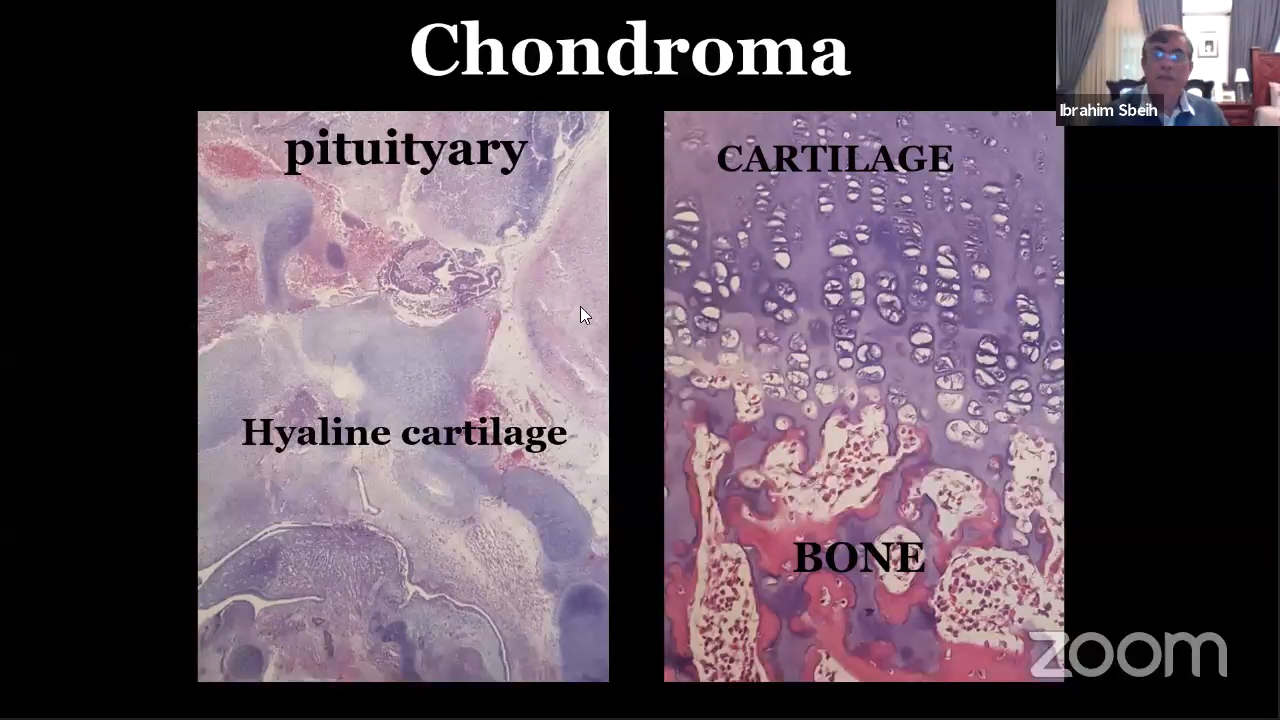 Chondroma
Ibrahim Sbeih
pituityary
CARTILAGE
Hyaline cartilage
BONE
zoom